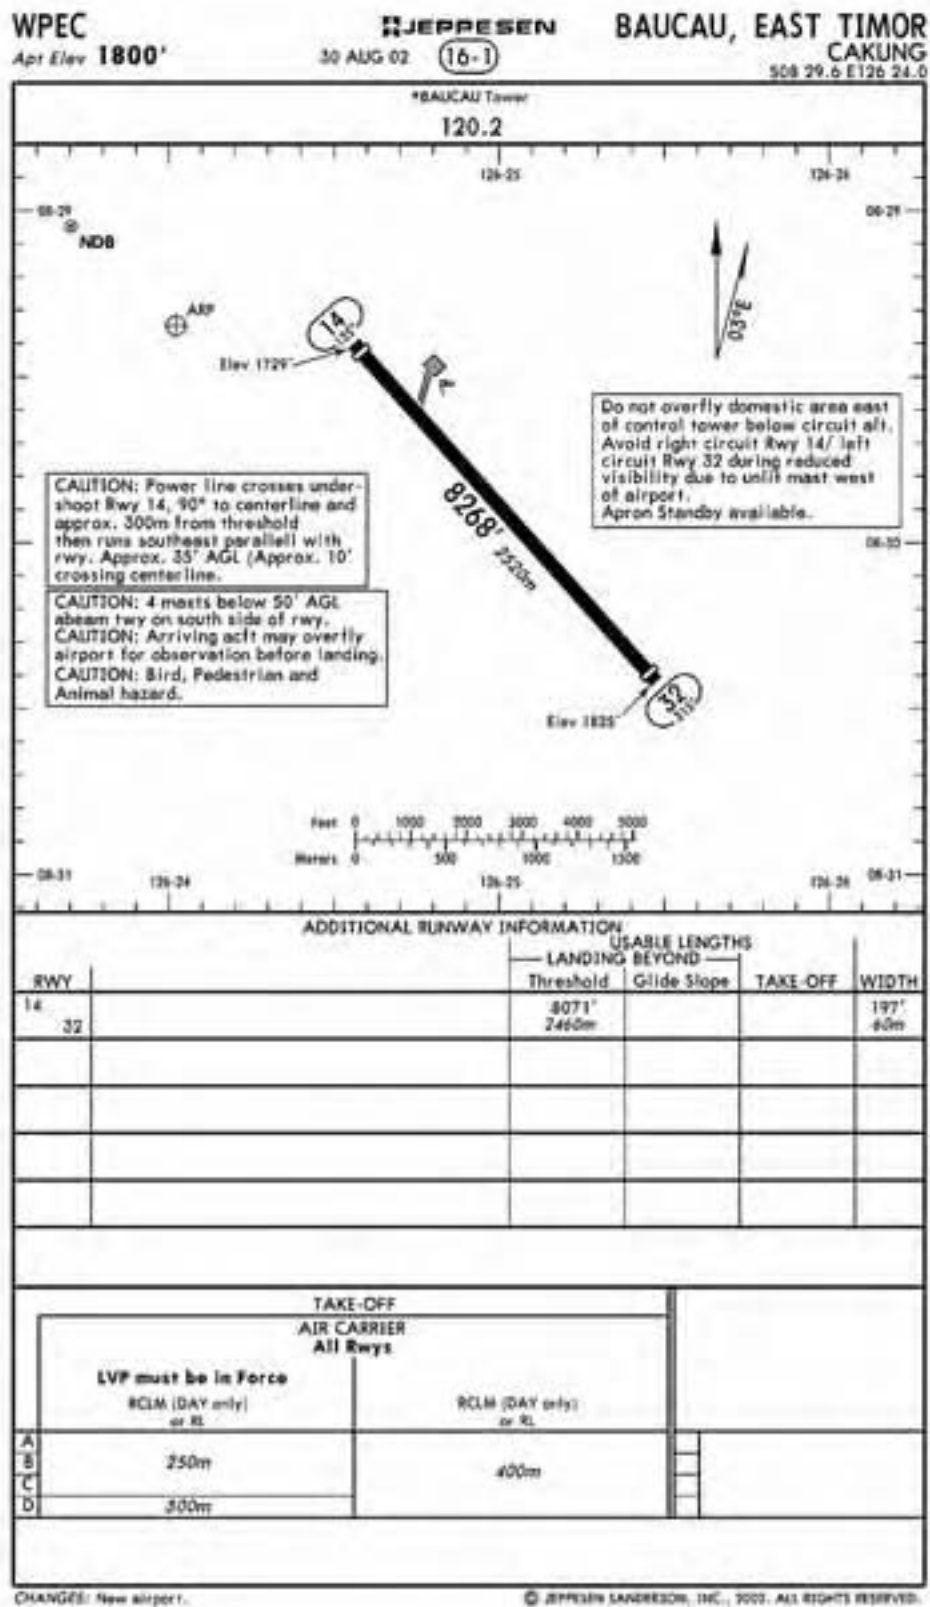 WPEC
Apt Elev 1800'
JEPPESEN
30 AUG 02 16-1
BAUCAU, EAST TIMOR
CAKUNG
S08 29.6 E126 24.0
*BAUCAU Tower
120.2
126-25 126-26
08-29 08-29
NDB
ARP
14
Elev 1729'
03°E
Do not overfly domestic area east
of control tower below circuit alt.
Avoid right circuit Rwy 14/ left
circuit Rwy 32 during reduced
visibility due to unlit mast west
of airport.
Apron Standby available.
CAUTION: Power line crosses under-
shoot Rwy 14, 90° to centerline and
approx. 300m from threshold
then runs southeast parallell with
rwy. Approx. 35' AGL (Approx. 10'
crossing centerline.
8268' 2520m
08-30
CAUTION: 4 masts below 50' AGL
abeam twy on south side of rwy.
CAUTION: Arriving acft may overfly
airport for observation before landing.
CAUTION: Bird, Pedestrian and
Animal hazard.
32
Elev 1835'
Feet 0 1000 2000 3000 4000 5000
Meters 0 500 1000 1500
08-31 126-24 126-25 126-26 08-31
ADDITIONAL RUNWAY INFORMATION
USABLE LENGTHS
LANDING BEYOND
RWY Threshold Glide Slope TAKE-OFF WIDTH
14 8071' 197'
32 2460m 60m
TAKE-OFF
AIR CARRIER
All Rwys
LVP must be in Force
RCLM (DAY only) RCLM (DAY only)
or RL or RL
A
B 250m 400m
C
D 300m
CHANGES: New airport. © JEPPESEN SANDERSON, INC., 2002. ALL RIGHTS RESERVED.